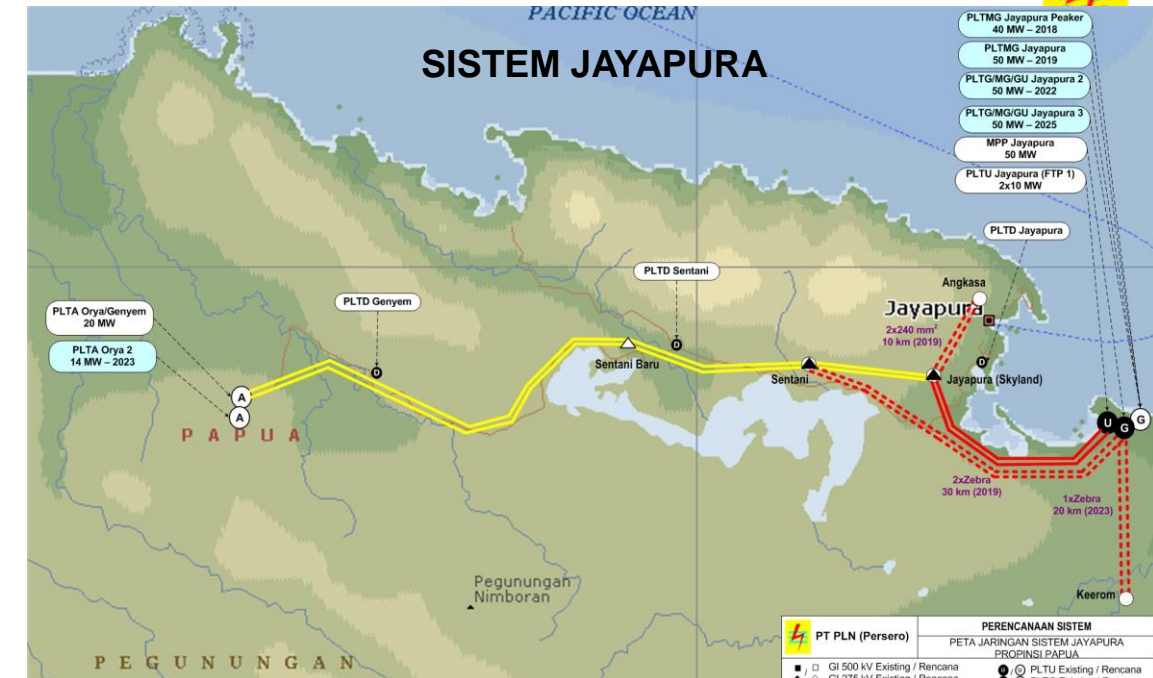 PACIFIC OCEAN
SISTEM JAYAPURA
PLTMG Jayapura Peaker
40 MW – 2018
PLTMG Jayapura
50 MW – 2019
PLTG/MG/GU Jayapura 2
50 MW – 2022
PLTG/MG/GU Jayapura 3
50 MW – 2025
MPP Jayapura
50 MW
PLTU Jayapura (FTP 1)
2x10 MW
PLTD Jayapura
PLTD Sentani
Angkasa
PLTD Genyem
Jayapura
PLTA Orya/Genyem
20 MW
2x240 mm²
10 km (2019)
PLTA Orya 2
14 MW – 2023
D
D
D
Sentani Baru
Sentani
Jayapura (Skyland)
A
A
U
G
G
PAPUA
2xZebra
30 km (2019)
1xZebra
20 km (2023)
Pegunungan
Nimboran
Keerom
PT PLN (Persero)
PERENCANAAN SISTEM
PETA JARINGAN SISTEM JAYAPURA
PROPINSI PAPUA
PEGUNUNGAN
/ GI 500 kV Existing / Rencana
U / U PLTU Existing / Rencana